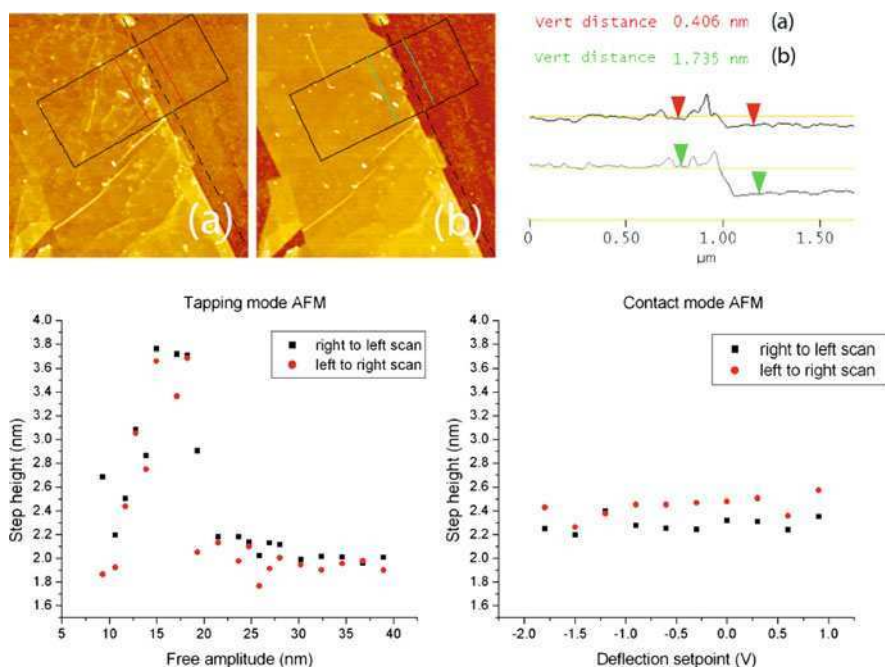 (a)
(b)
Vert distance 0.406 nm (a)
Vert distance 1.735 nm (b)
0 0.50 1.00 1.50
µm
Tapping mode AFM
right to left scan
left to right scan
Step height (nm)
4.0
3.8
3.6
3.4
3.2
3.0
2.8
2.6
2.4
2.2
2.0
1.8
1.6
5 10 15 20 25 30 35 40
Free amplitude (nm)
Contact mode AFM
right to left scan
left to right scan
Step height (nm)
4.0
3.8
3.6
3.4
3.2
3.0
2.8
2.6
2.4
2.2
2.0
1.8
1.6
-2.0 -1.5 -1.0 -0.5 0.0 0.5 1.0
Deflection setpoint (V)